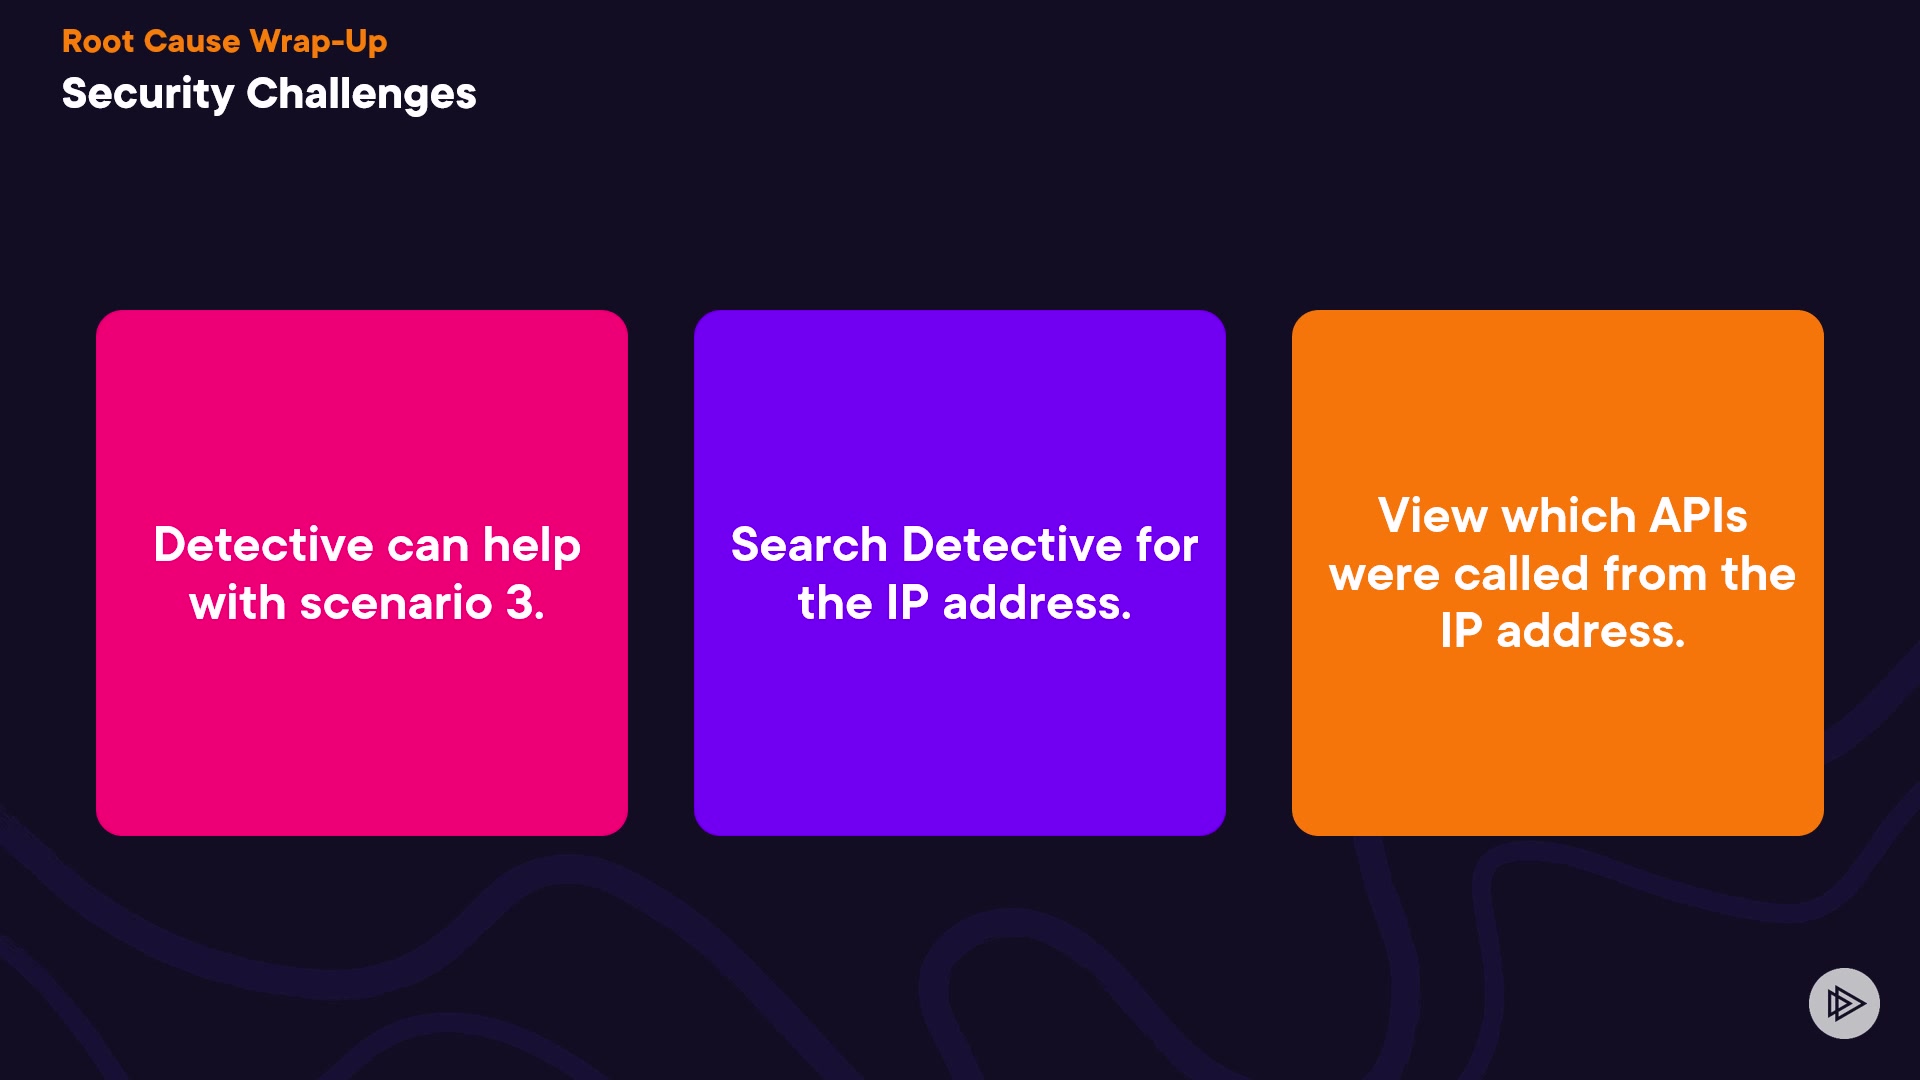 Root Cause Wrap-Up
Security Challenges
Detective can help
with scenario 3.
Search Detective for
the IP address.
View which APIs
were called from the
IP address.